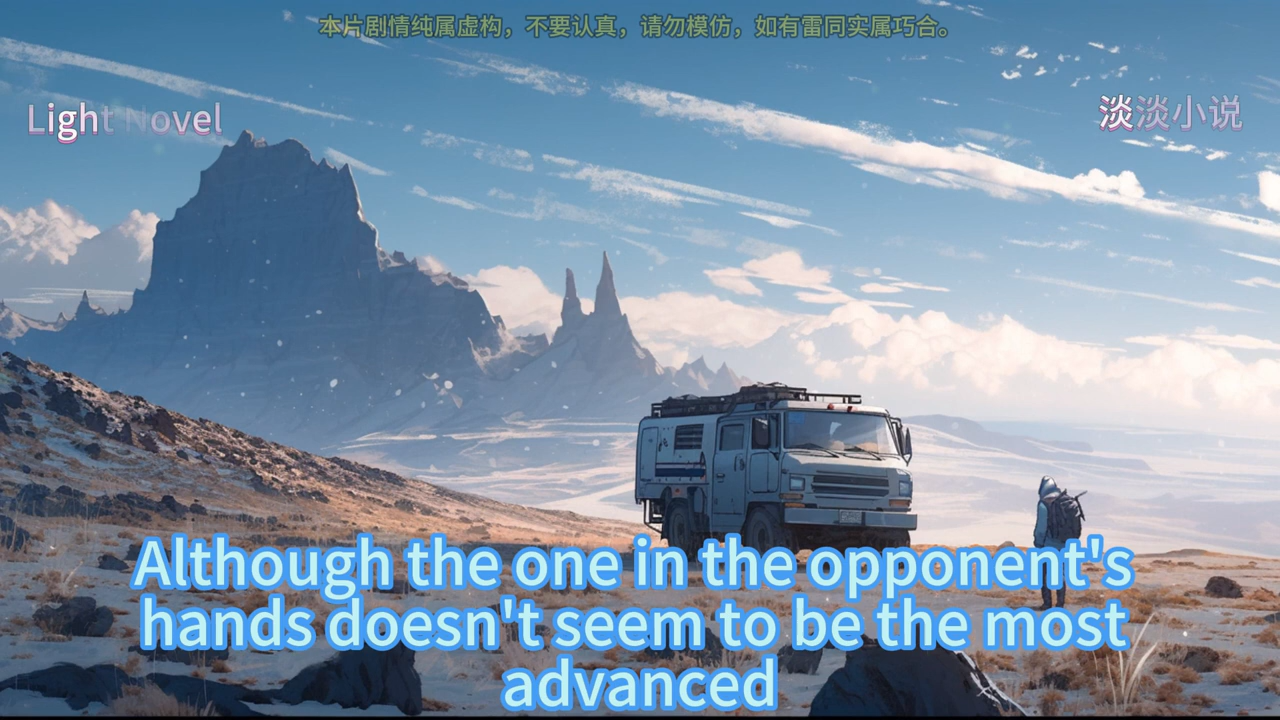 本片剧情纯属虚构，不要认真，请勿模仿，如有雷同实属巧合。
Light Novel
淡淡小说
Although the one in the opponent's
hands doesn't seem to be the most
advanced